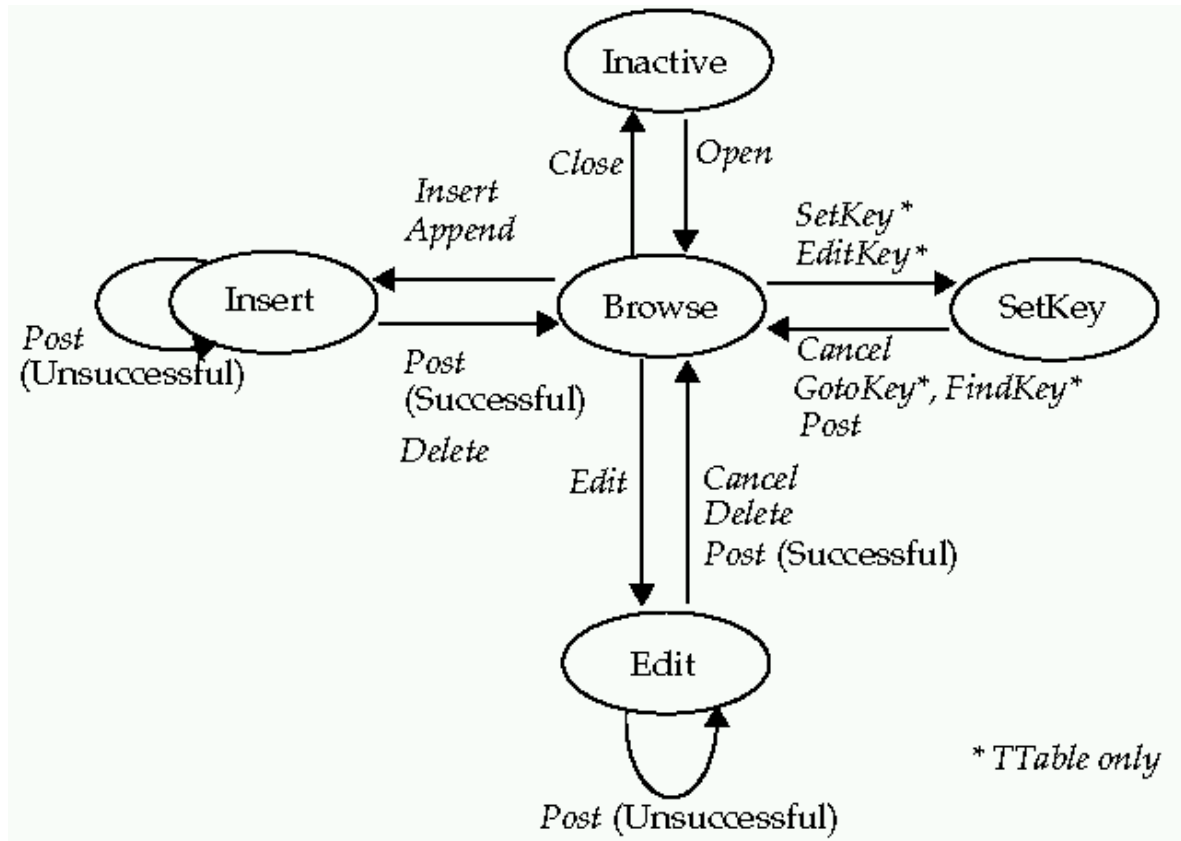 Inactive
Close
Open
Insert
Append
SetKey*
EditKey*
Insert
Browse
SetKey
Post
(Unsuccessful)
Post
(Successful)
Delete
Cancel
GotoKey*, FindKey*
Post
Edit
Cancel
Delete
Post (Successful)
Edit
* TTable only
Post (Unsuccessful)